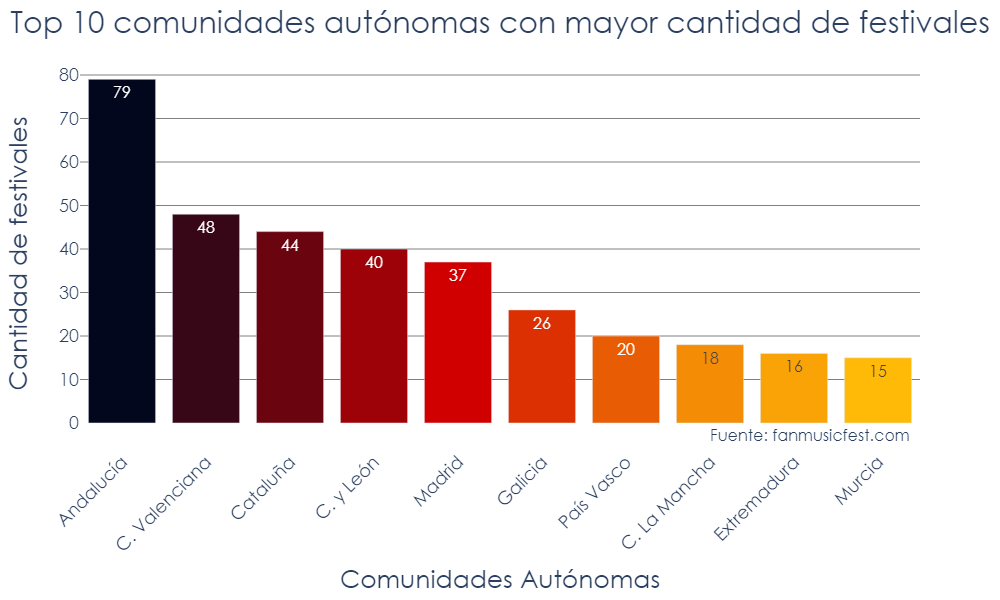 Top 10 comunidades autónomas con mayor cantidad de festivales
Cantidad de festivales
80
70
60
50
40
30
20
10
0
79
48
44
40
37
26
20
18
16
15
Fuente: fanmusicfest.com
Andalucía
C. Valenciana
Cataluña
C. y León
Madrid
Galicia
País Vasco
C. La Mancha
Extremadura
Murcia
Comunidades Autónomas